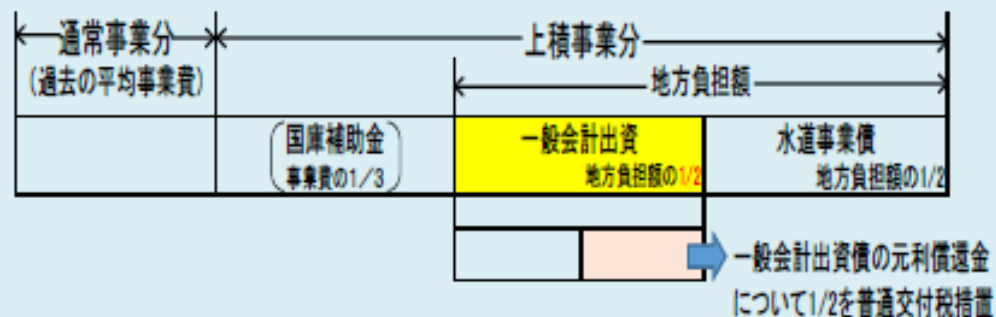 通常事業分
(過去の平均事業費)
上積事業分
地方負担額
国庫補助金
事業費の1/3
一般会計出資
地方負担額の1/2
水道事業債
地方負担額の1/2
一般会計出資債の元利償還金
について1/2を普通交付税措置